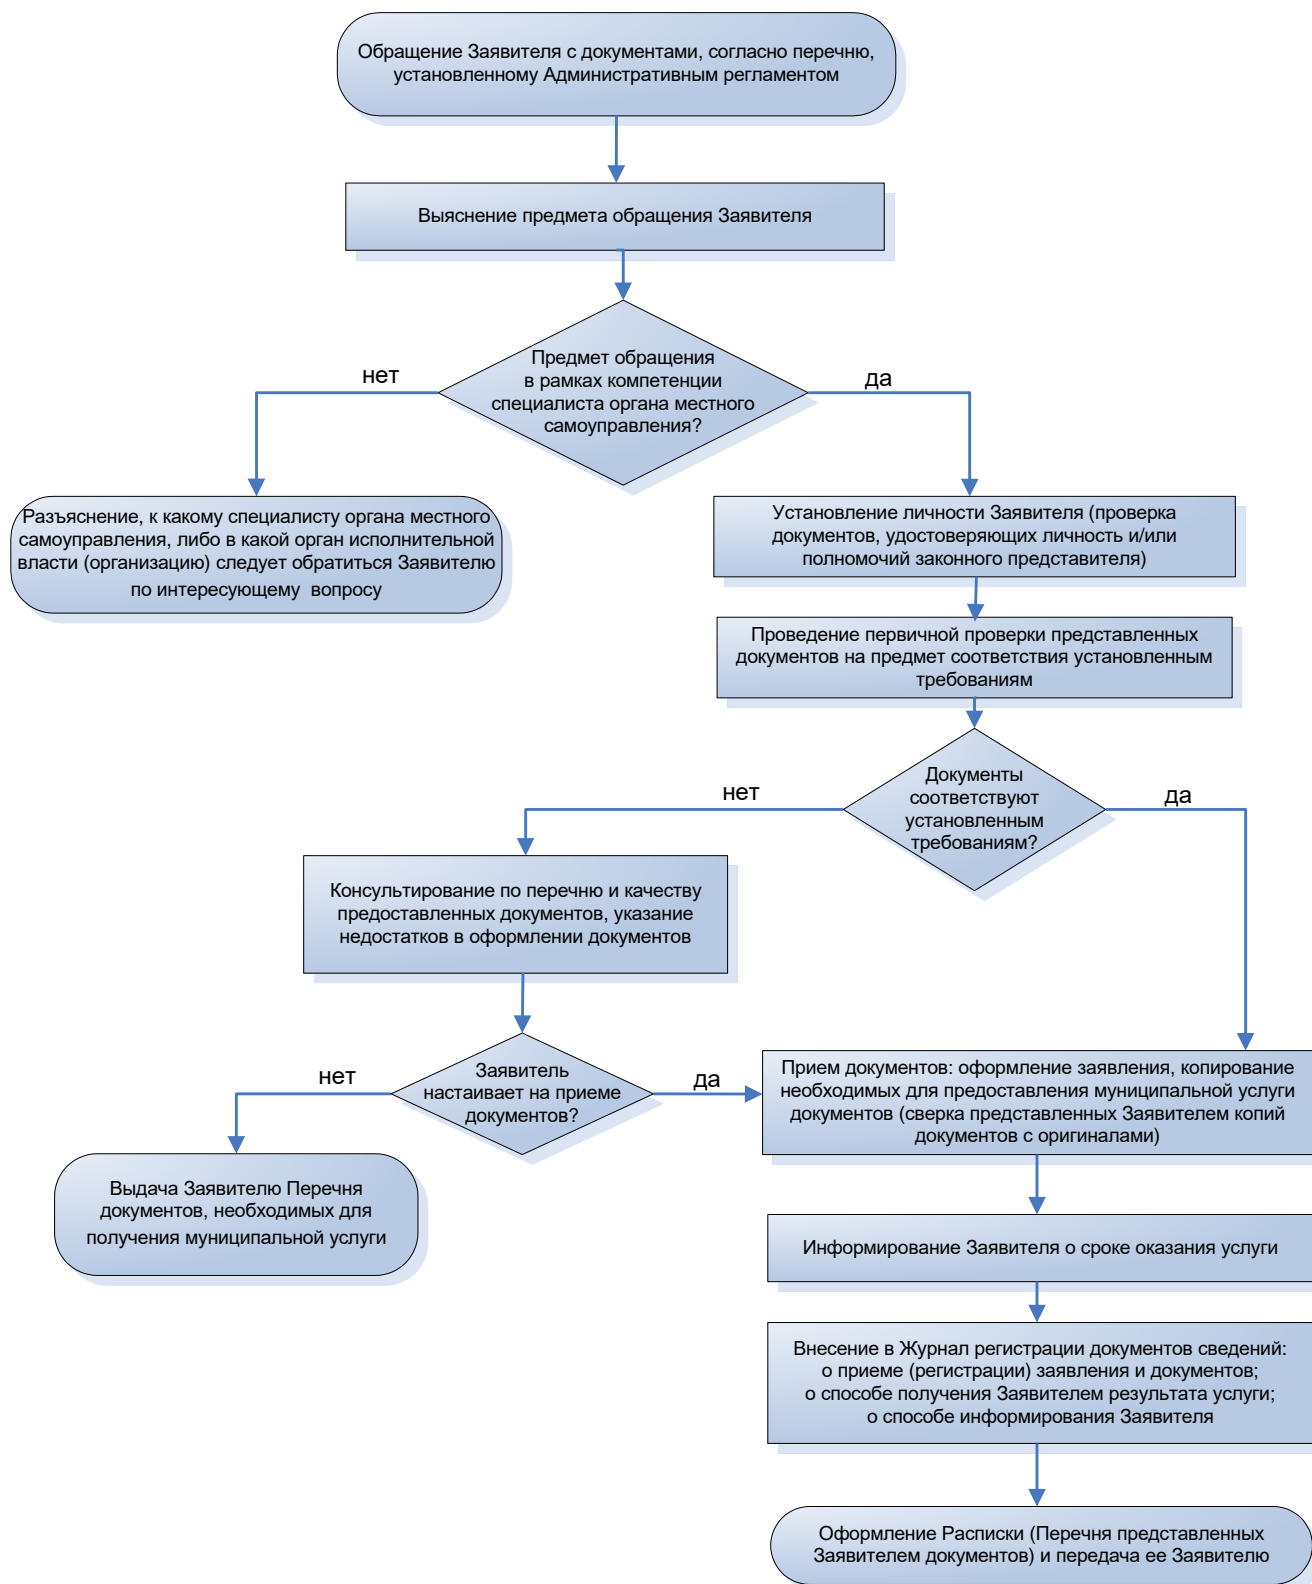 Обращение Заявителя с документами, согласно перечню,
установленному Административным регламентом
Выяснение предмета обращения Заявителя
Предмет обращения
в рамках компетенции
специалиста органа местного
самоуправления?
нет
да
Разъяснение, к какому специалисту органа местного
самоуправления, либо в какой орган исполнительной
власти (организацию) следует обратиться Заявителю
по интересующему вопросу
Установление личности Заявителя (проверка
документов, удостоверяющих личность и/или
полномочий законного представителя)
Проведение первичной проверки представленных
документов на предмет соответствия установленным
требованиям
Документы
соответствуют
установленным
требованиям?
нет
да
Консультирование по перечню и качеству
предоставленных документов, указание
недостатков в оформлении документов
Заявитель
настаивает на приеме
документов?
нет
да
Прием документов: оформление заявления, копирование
необходимых для предоставления муниципальной услуги
документов (сверка представленных Заявителем копий
документов с оригиналами)
Выдача Заявителю Перечня
документов, необходимых для
получения муниципальной услуги
Информирование Заявителя о сроке оказания услуги
Внесение в Журнал регистрации документов сведений:
о приеме (регистрации) заявления и документов;
о способе получения Заявителем результата услуги;
о способе информирования Заявителя
Оформление Расписки (Перечня представленных
Заявителем документов) и передача ее Заявителю